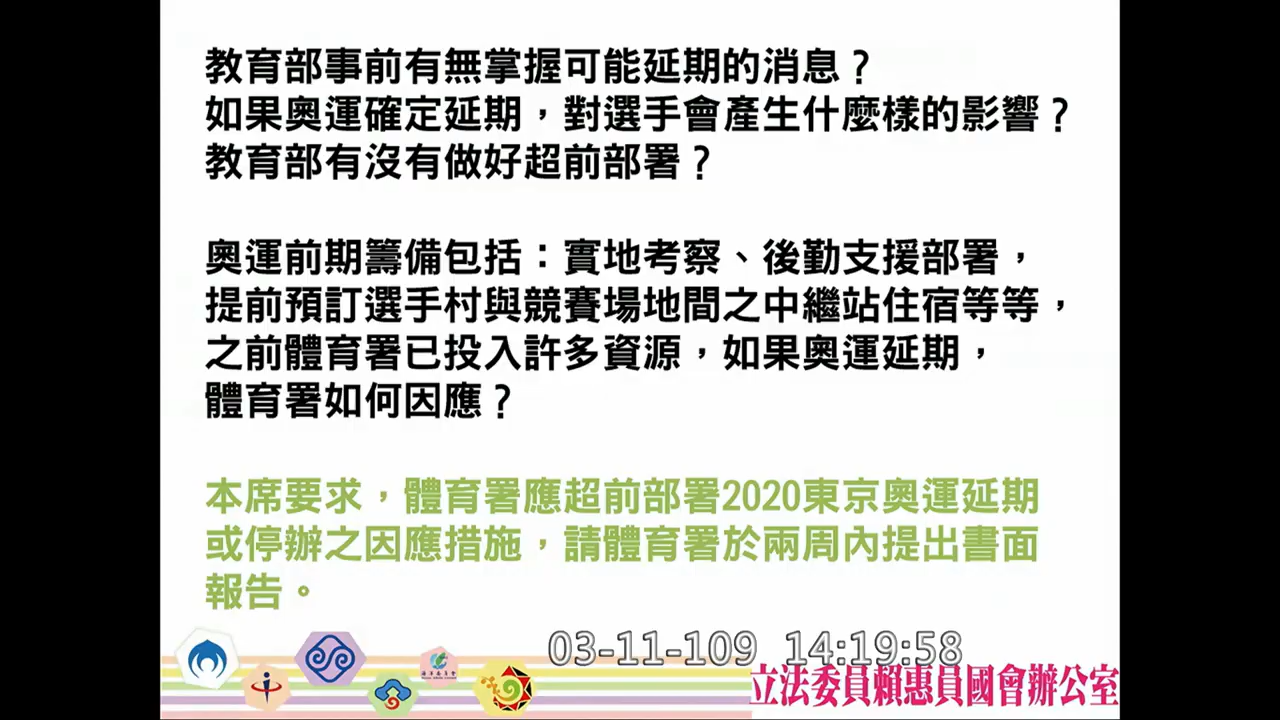 教育部事前有無掌握可能延期的消息？
如果奧運確定延期，對選手會產生什麼樣的影響？
教育部有沒有做好超前部署？
奧運前期籌備包括：實地考察、後勤支援部署，
提前預訂選手村與競賽場地間之中繼站住宿等等，
之前體育署已投入許多資源，如果奧運延期，
體育署如何因應？
本席要求，體育署應超前部署2020東京奧運延期
或停辦之因應措施，請體育署於兩周內提出書面
報告。
03-11-109 14:19:58
立法委員賴惠員國會辦公室